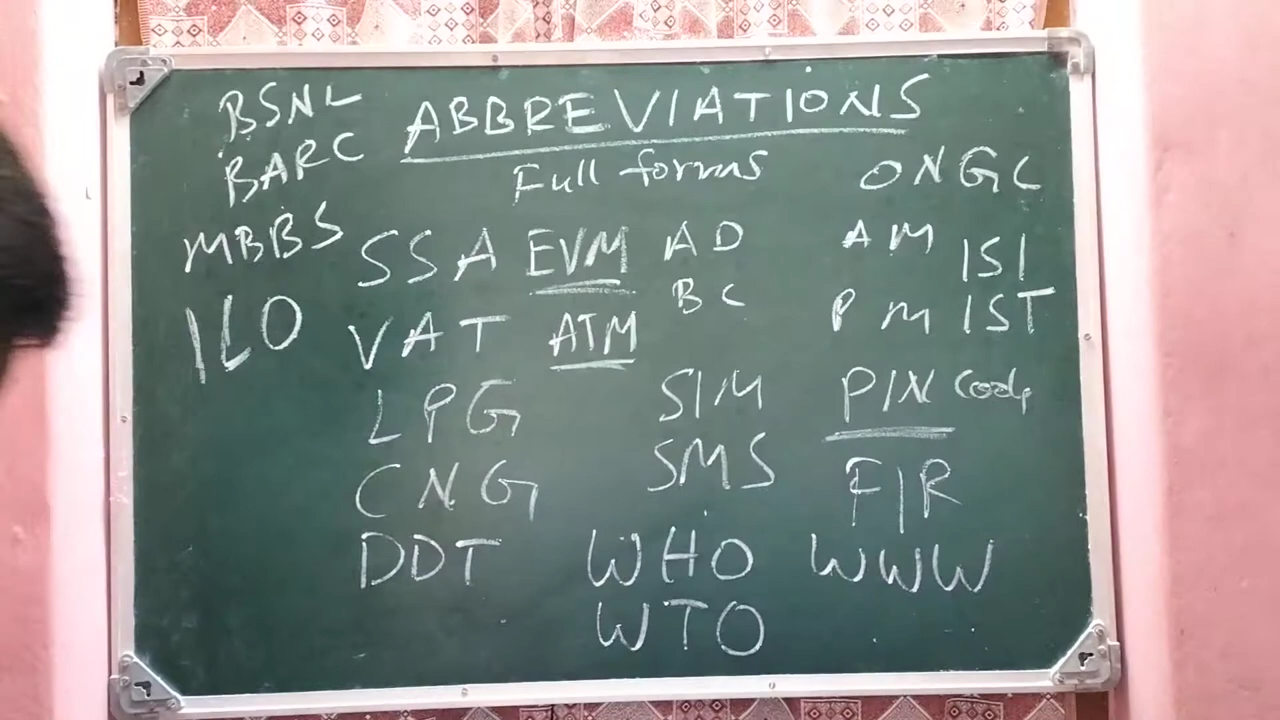 BSNL ABBREVIATIONS
BARC Full forms ONGC
MBBS SSA EVM AD AM ISI
BC PM IST
ILO VAT ATM
LPG SIM PIN Code
CNG SMS FIR
DDT WHO WWW
WTO